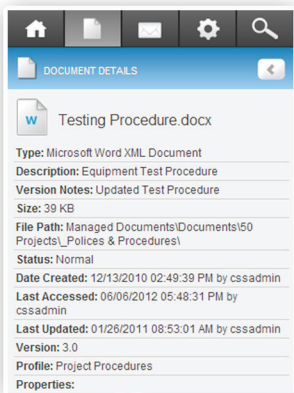 DOCUMENT DETAILS
W Testing Procedure.docx
Type: Microsoft Word XML Document
Description: Equipment Test Procedure
Version Notes: Updated Test Procedure
Size: 39 KB
File Path: Managed Documents\Documents\50
Projects\_Polices & Procedures\
Status: Normal
Date Created: 12/13/2010 02:49:39 PM by cssadmin
Last Accessed: 06/06/2012 05:48:31 PM by
cssadmin
Last Updated: 01/26/2011 08:53:01 AM by cssadmin
Version: 3.0
Profile: Project Procedures
Properties: